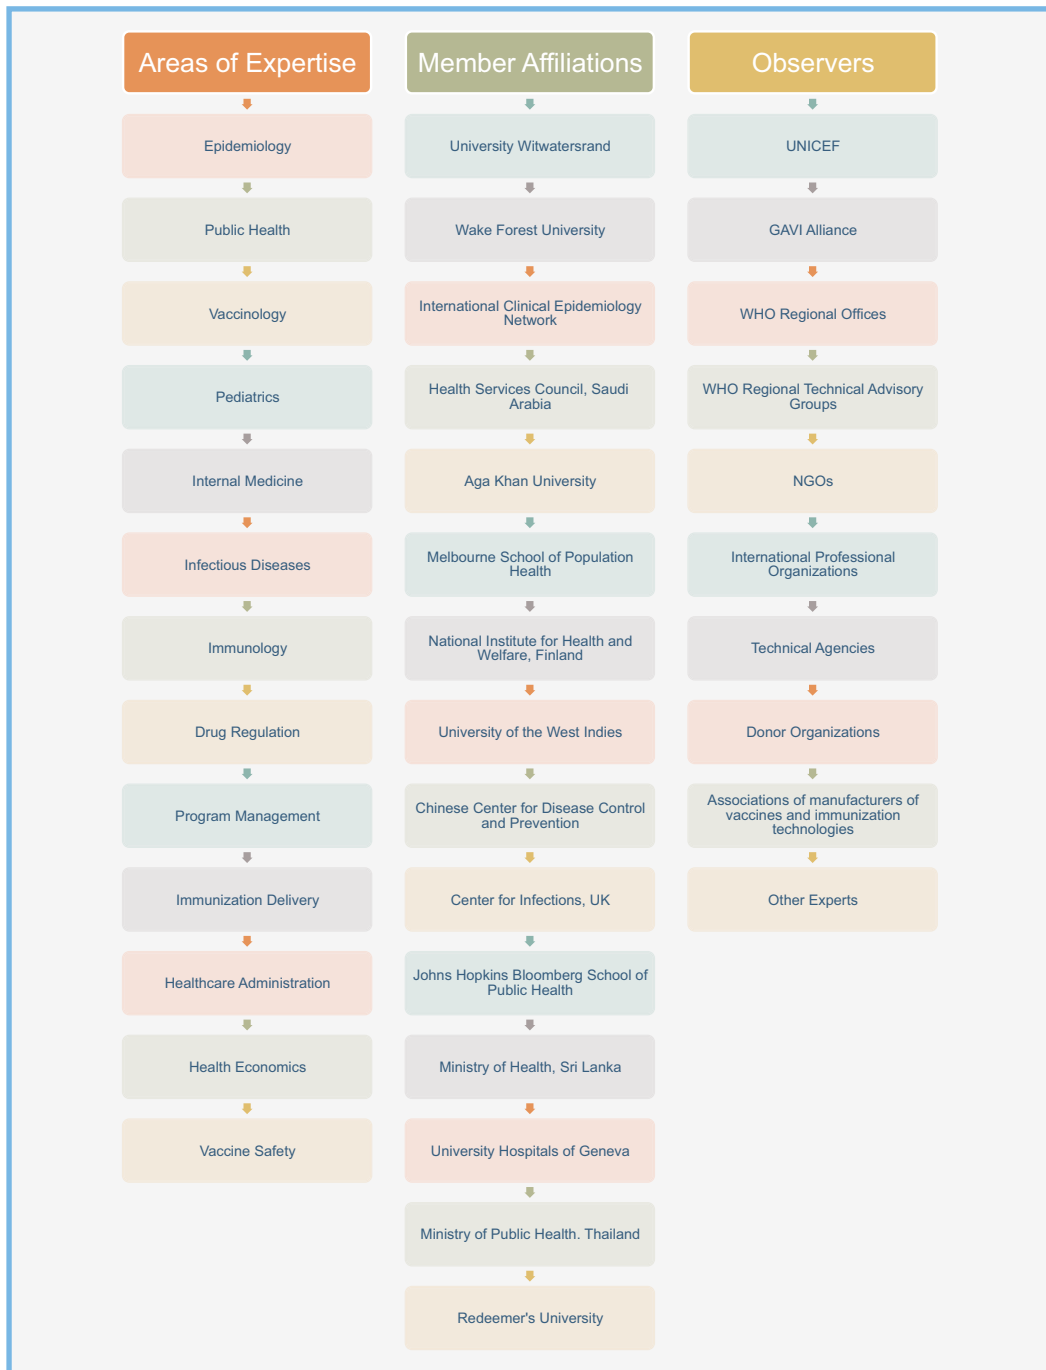 Areas of Expertise
Epidemiology
Public Health
Vaccinology
Pediatrics
Internal Medicine
Infectious Diseases
Immunology
Drug Regulation
Program Management
Immunization Delivery
Healthcare Administration
Health Economics
Vaccine Safety
Member Affiliations
University Witwatersrand
Wake Forest University
International Clinical Epidemiology
Network
Health Services Council, Saudi
Arabia
Aga Khan University
Melbourne School of Population
Health
National Institute for Health and
Welfare, Finland
University of the West Indies
Chinese Center for Disease Control
and Prevention
Center for Infections, UK
Johns Hopkins Bloomberg School of
Public Health
Ministry of Health, Sri Lanka
University Hospitals of Geneva
Ministry of Public Health. Thailand
Redeemer's University
Observers
UNICEF
GAVI Alliance
WHO Regional Offices
WHO Regional Technical Advisory
Groups
NGOs
International Professional
Organizations
Technical Agencies
Donor Organizations
Associations of manufacturers of
vaccines and immunization
technologies
Other Experts